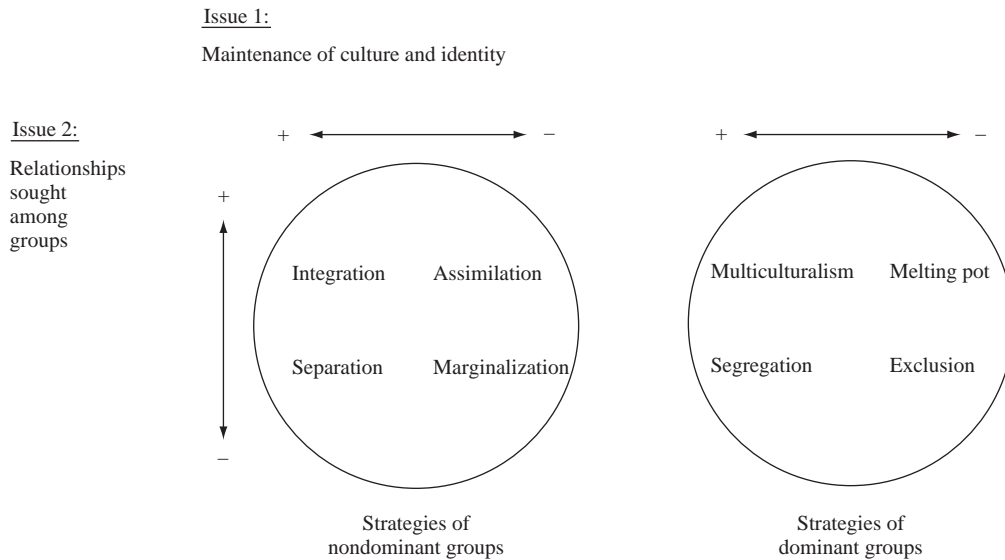 Issue 1:
Maintenance of culture and identity
Issue 2:
Relationships
sought
among
groups
+ −
+ −
+
−
Integration Assimilation
Separation Marginalization
Multiculturalism Melting pot
Segregation Exclusion
Strategies of
nondominant groups
Strategies of
dominant groups